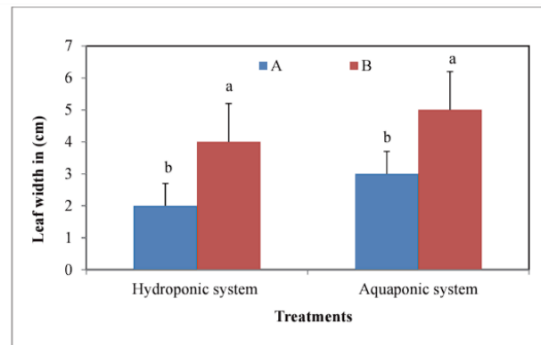 7
6
5
4
3
2
1
0
A B
b a b a
Hydroponic system Aquaponic system
Treatments
Leaf width in (cm)